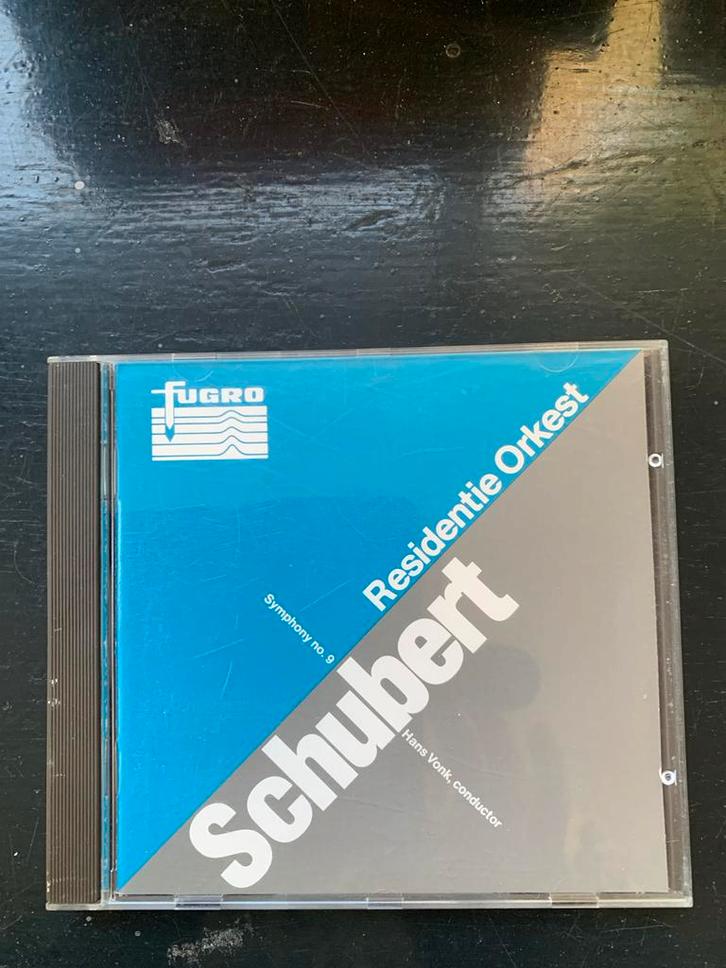 fUGRO
Residentie Orkest
Symphony no. 9
Schubert
Hans Vonk, conductor